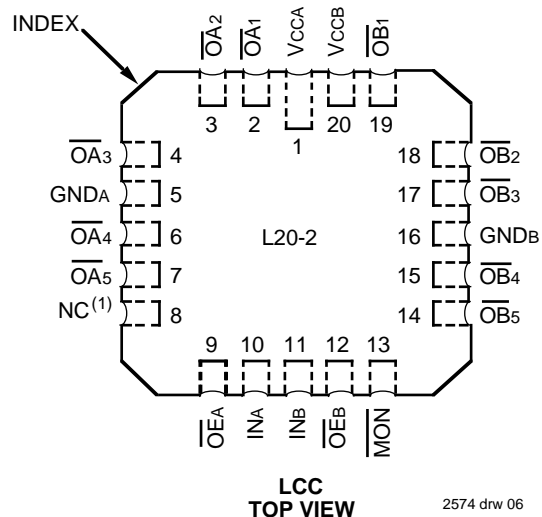 INDEX
OA2 OA1 VCCA VCCB OB1
3 2 1 20 19
OA3 4 18 OB2
GNDA 5 17 OB3
OA4 6 L20-2 16 GNDB
OA5 7 15 OB4
NC(1) 8 14 OB5
9 10 11 12 13
OEA INA INB OEB MON
LCC
TOP VIEW
2574 drw 06